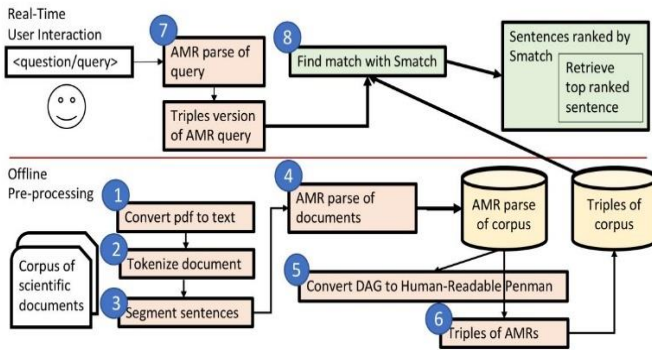 Real-Time
User Interaction
<question/query>
7
AMR parse of
query
Triples version
of AMR query
8
Find match with Smatch
Sentences ranked by
Smatch
Retrieve
top ranked
sentence
Offline
Pre-processing
Corpus of
scientific
documents
1
Convert pdf to text
2
Tokenize document
3
Segment sentences
4
AMR parse of
documents
AMR parse
of corpus
Triples of
corpus
5
Convert DAG to Human-Readable Penman
6
Triples of AMRs